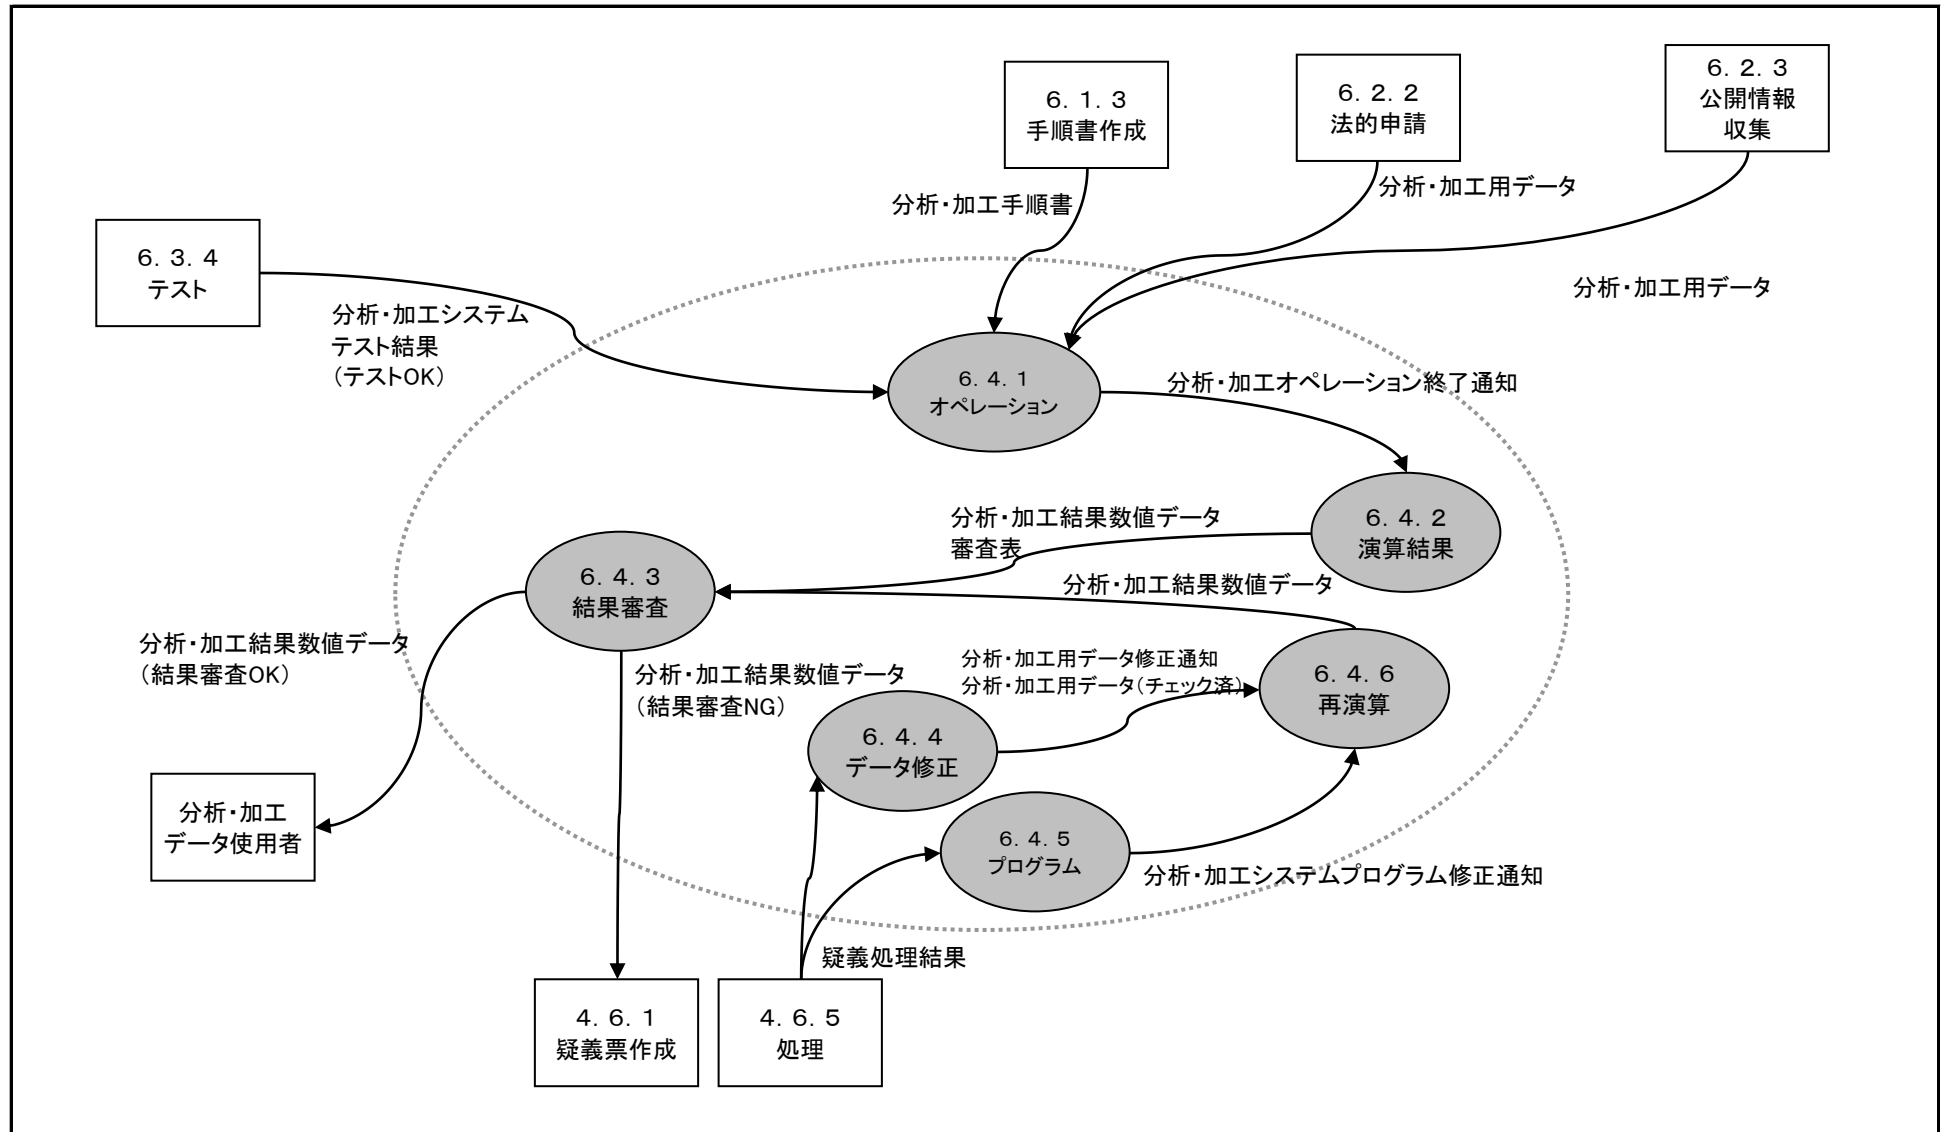 6．1．3
手順書作成
6．2．2
法的申請
6．2．3
公開情報
収集
分析・加工手順書
分析・加工用データ
分析・加工用データ
6．3．4
テスト
分析・加工システム
テスト結果
（テストOK）
6．4．1
オペレーション
分析・加工オペレーション終了通知
6．4．2
演算結果
分析・加工結果数値データ
審査表
分析・加工結果数値データ
6．4．3
結果審査
分析・加工結果数値データ
（結果審査OK）
分析・加工結果数値データ
（結果審査NG）
分析・加工用データ修正通知
分析・加工用データ（チェック済）
6．4．6
再演算
6．4．4
データ修正
6．4．5
プログラム
分析・加工システムプログラム修正通知
分析・加工
データ使用者
疑義処理結果
4．6．1
疑義票作成
4．6．5
処理